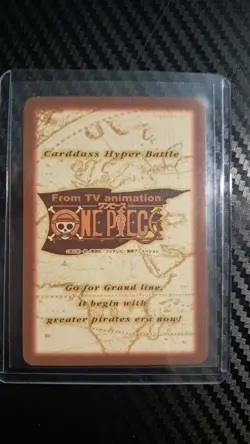 Carddass Hyper Battle
From TV animation
ワンピース
ONE PIECE
Go for Grand line,
it begin with
greater pirates era now!